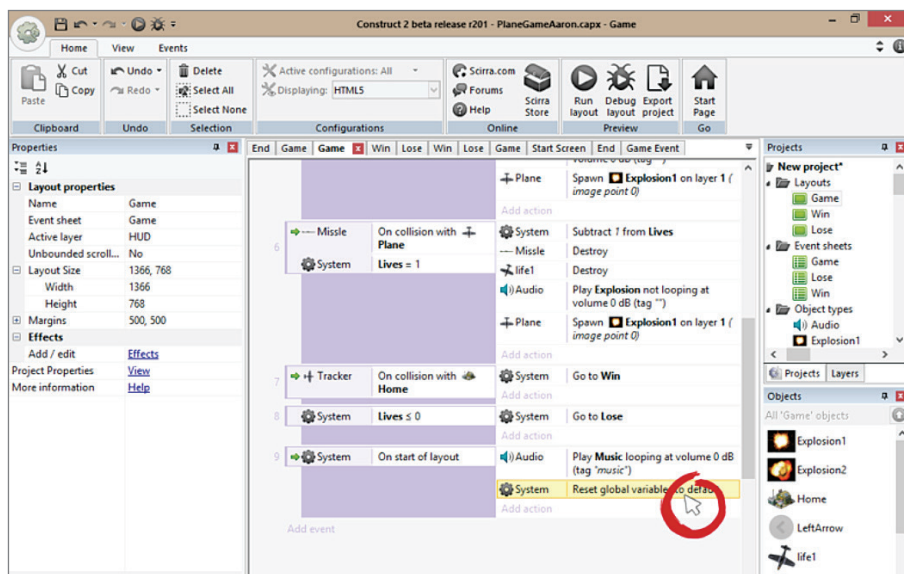 Construct 2 beta release r201 - PlaneGameAaron.capx - Game
Home View Events
Paste
Cut
Copy
Clipboard
Undo
Redo
Undo
Delete
Select All
Select None
Selection
Active configurations: All
Displaying: HTML5
Configurations
Scirra.com
Forums
Help
Scirra Store
Online
Run layout
Debug layout
Export project
Preview
Start Page
Go
Properties
Layout properties
Name Game
Event sheet Game
Active layer HUD
Unbounded scroll... No
Layout Size 1366, 768
Width 1366
Height 768
Margins 500, 500
Effects
Add / edit Effects
Project Properties View
More information Help
End Game Game Win Lose Win Lose Game Start Screen End Game Event
volume 0 dB (tag "")
Plane Spawn Explosion1 on layer 1 (
image point 0)
Add action
6 Missle On collision with Plane
System Lives = 1
System Subtract 1 from Lives
Missle Destroy
life1 Destroy
Audio Play Explosion not looping at
volume 0 dB (tag "")
Plane Spawn Explosion1 on layer 1 (
image point 0)
Add action
7 Tracker On collision with Home
System Go to Win
Add action
8 System Lives ≤ 0
System Go to Lose
Add action
9 System On start of layout
Audio Play Music looping at volume 0 dB
(tag "music")
System Reset global variables to default
Add action
Add event
Projects
New project*
Layouts
Game
Win
Lose
Event sheets
Game
Lose
Win
Object types
Audio
Explosion1
Projects Layers
Objects
All 'Game' objects
Explosion1
Explosion2
Home
LeftArrow
life1